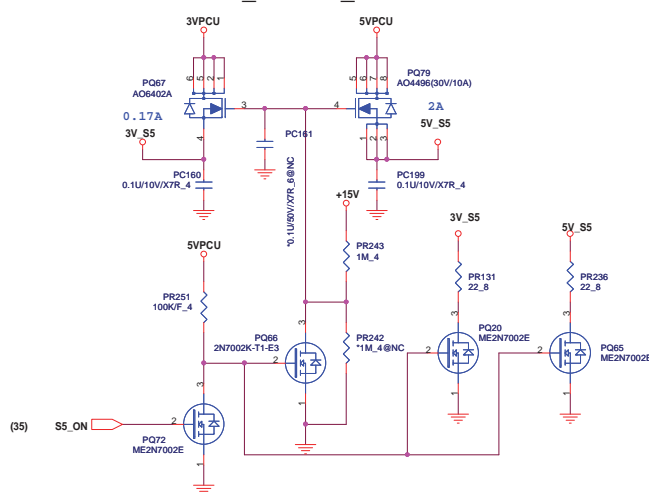 3VPCU
5VPCU
PQ67
AO6402A
6 5 2 1
3
4
0.17A
3V_S5
PQ79
AO4496(30V/10A)
5 6 7 8
4
1 2 3
2A
5V_S5
PC161
*0.1U/50V/X7R_6@NC
PC160
0.1U/10V/X7R_4
PC199
0.1U/10V/X7R_4
+15V
5VPCU
3V_S5
5V_S5
PR243
1M_4
PR251
100K/F_4
PR131
22_8
PR236
22_8
PQ66
2N7002K-T1-E3
3
2
1
PR242
*1M_4@NC
3
2
1
PQ20
ME2N7002E
3
2
1
PQ65
ME2N7002E
(35)
S5_ON
3
2
1
PQ72
ME2N7002E